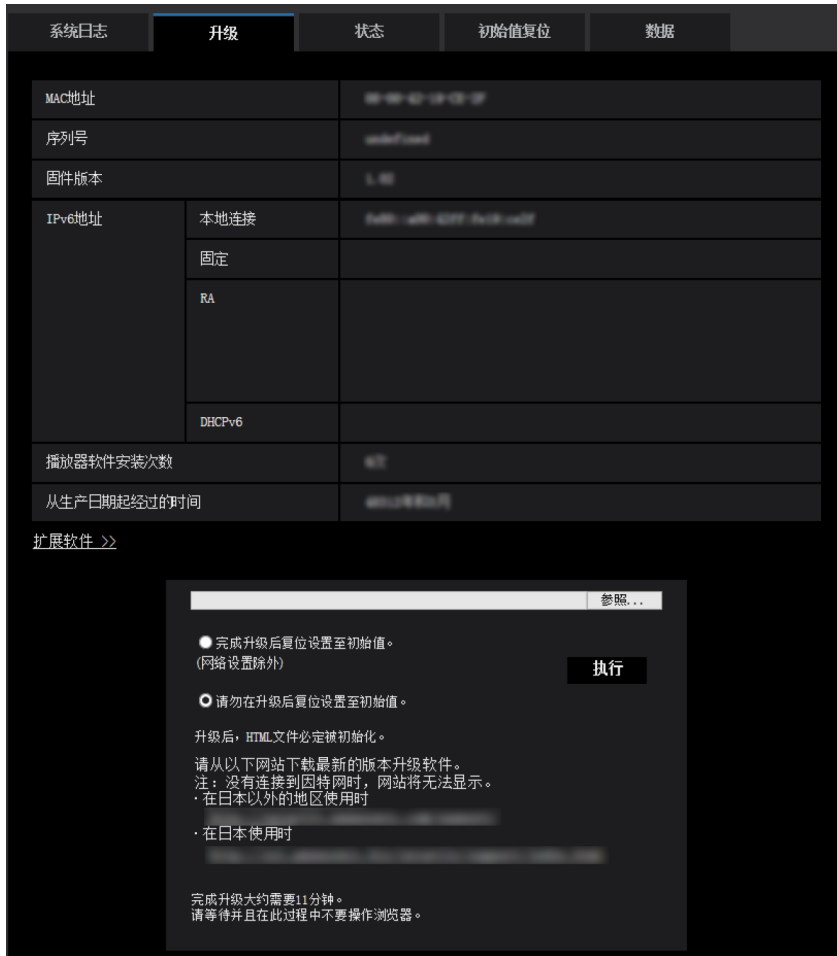 系统日志 升级 状态 初始值复位 数据
MAC地址
序列号
固件版本
IPv6地址 本地连接
固定
RA
DHCPv6
播放器软件安装次数
从生产日期起经过的时间
扩展软件 >>
参照...
完成升级后复位设置至初始值。
(网络设置除外)
执行
请勿在升级后复位设置至初始值。
升级后，HTML文件必定被初始化。
请从以下网站下载最新的版本升级软件。
注：没有连接到因特网时，网站将无法显示。
·在日本以外的地区使用时
·在日本使用时
完成升级大约需要11分钟。
请等待并且在此过程中不要操作浏览器。